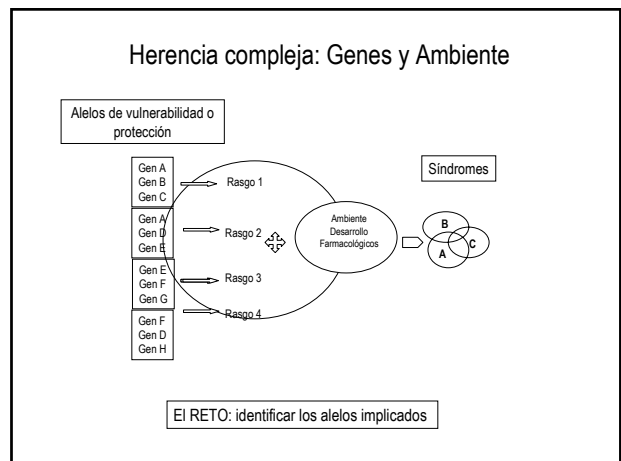 Herencia compleja: Genes y Ambiente
Alelos de vulnerabilidad o
protección
Síndromes
Gen A
Gen B
Gen C
Rasgo 1
Gen A
Gen D
Gen E
Rasgo 2
Gen E
Gen F
Gen G
Rasgo 3
Gen F
Gen D
Gen H
Rasgo 4
Ambiente
Desarrollo
Farmacológicos
B
A
C
El RETO: identificar los alelos implicados